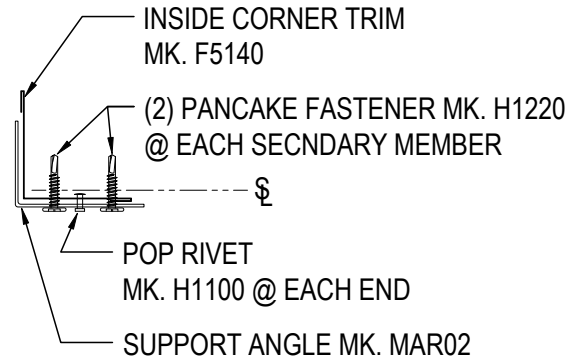 INSIDE CORNER TRIM
MK. F5140
(2) PANCAKE FASTENER MK. H1220
@ EACH SECNDARY MEMBER
℄
POP RIVET
MK. H1100 @ EACH END
SUPPORT ANGLE MK. MAR02